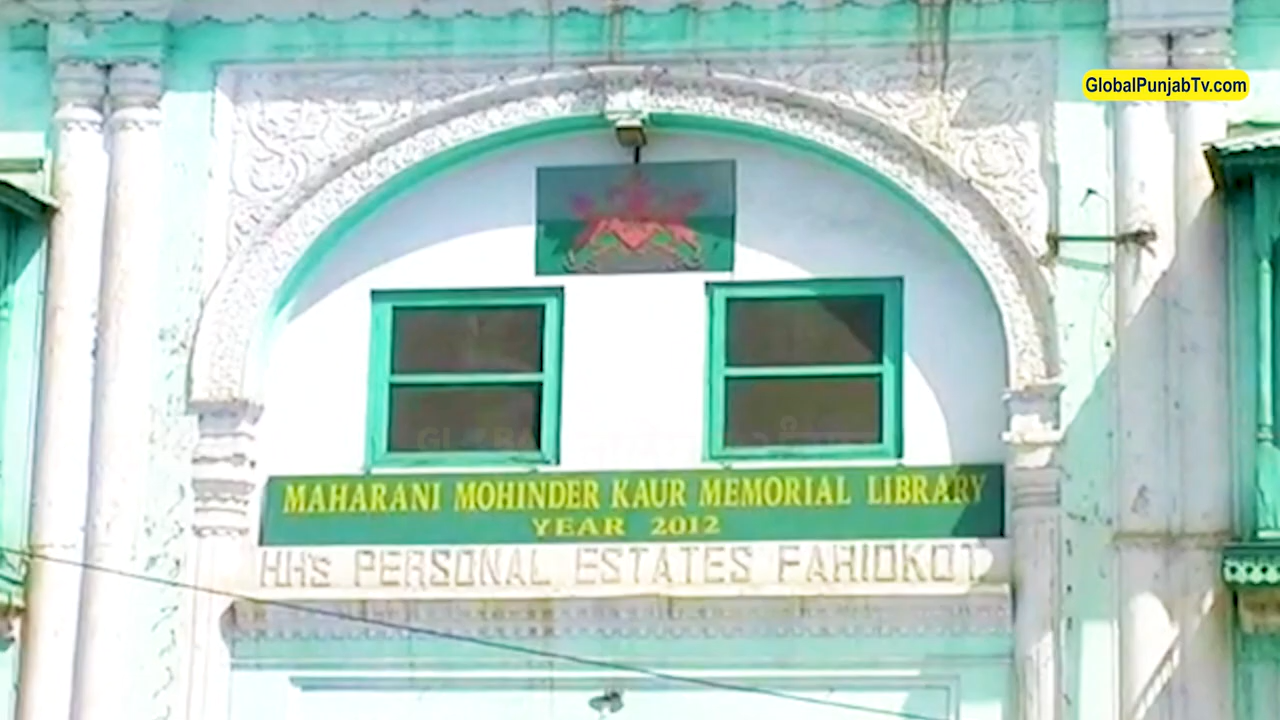 GlobalPunjabTv.com
MAHARANI MOHINDER KAUR MEMORIAL LIBRARY
YEAR 2012
HH's PERSONAL ESTATES FARIDKOT